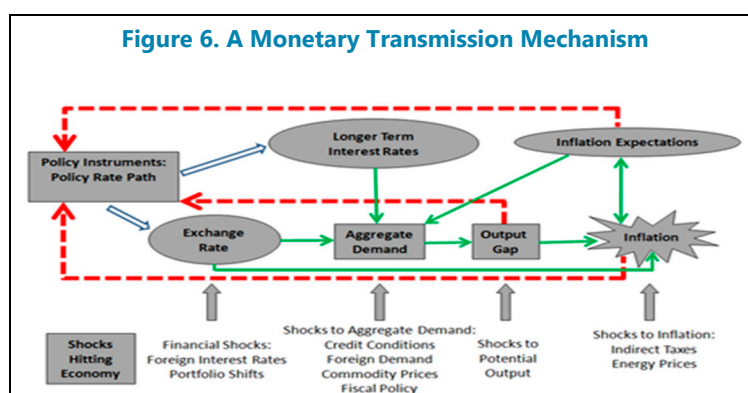 Figure 6. A Monetary Transmission Mechanism
Longer Term
Interest Rates
Inflation Expectations
Policy Instruments:
Policy Rate Path
Exchange
Rate
Aggregate
Demand
Output
Gap
Inflation
Shocks
Hitting
Economy
Financial Shocks:
Foreign Interest Rates
Portfolio Shifts
Shocks to Aggregate Demand:
Credit Conditions
Foreign Demand
Commodity Prices
Fiscal Policy
Shocks to
Potential
Output
Shocks to Inflation:
Indirect Taxes
Energy Prices